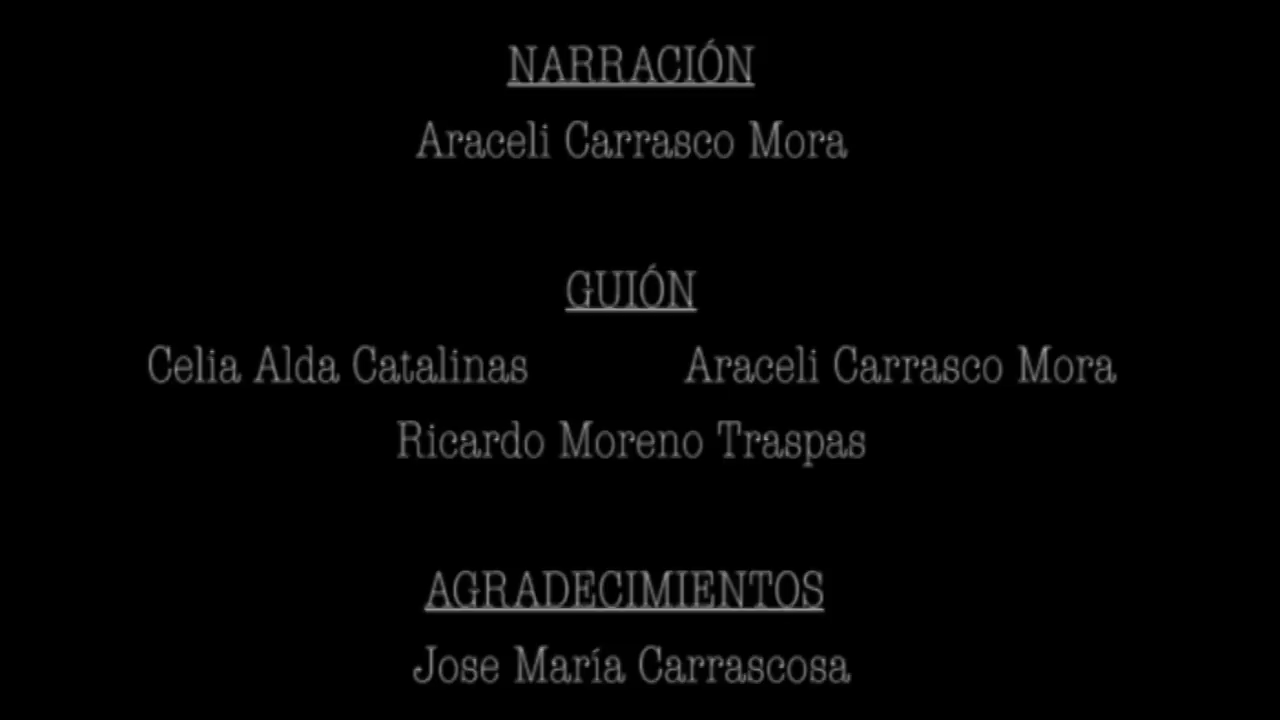 NARRACIÓN
Araceli Carrasco Mora
GUIÓN
Celia Alda Catalinas Araceli Carrasco Mora
Ricardo Moreno Traspas
AGRADECIMIENTOS
Jose María Carrascosa